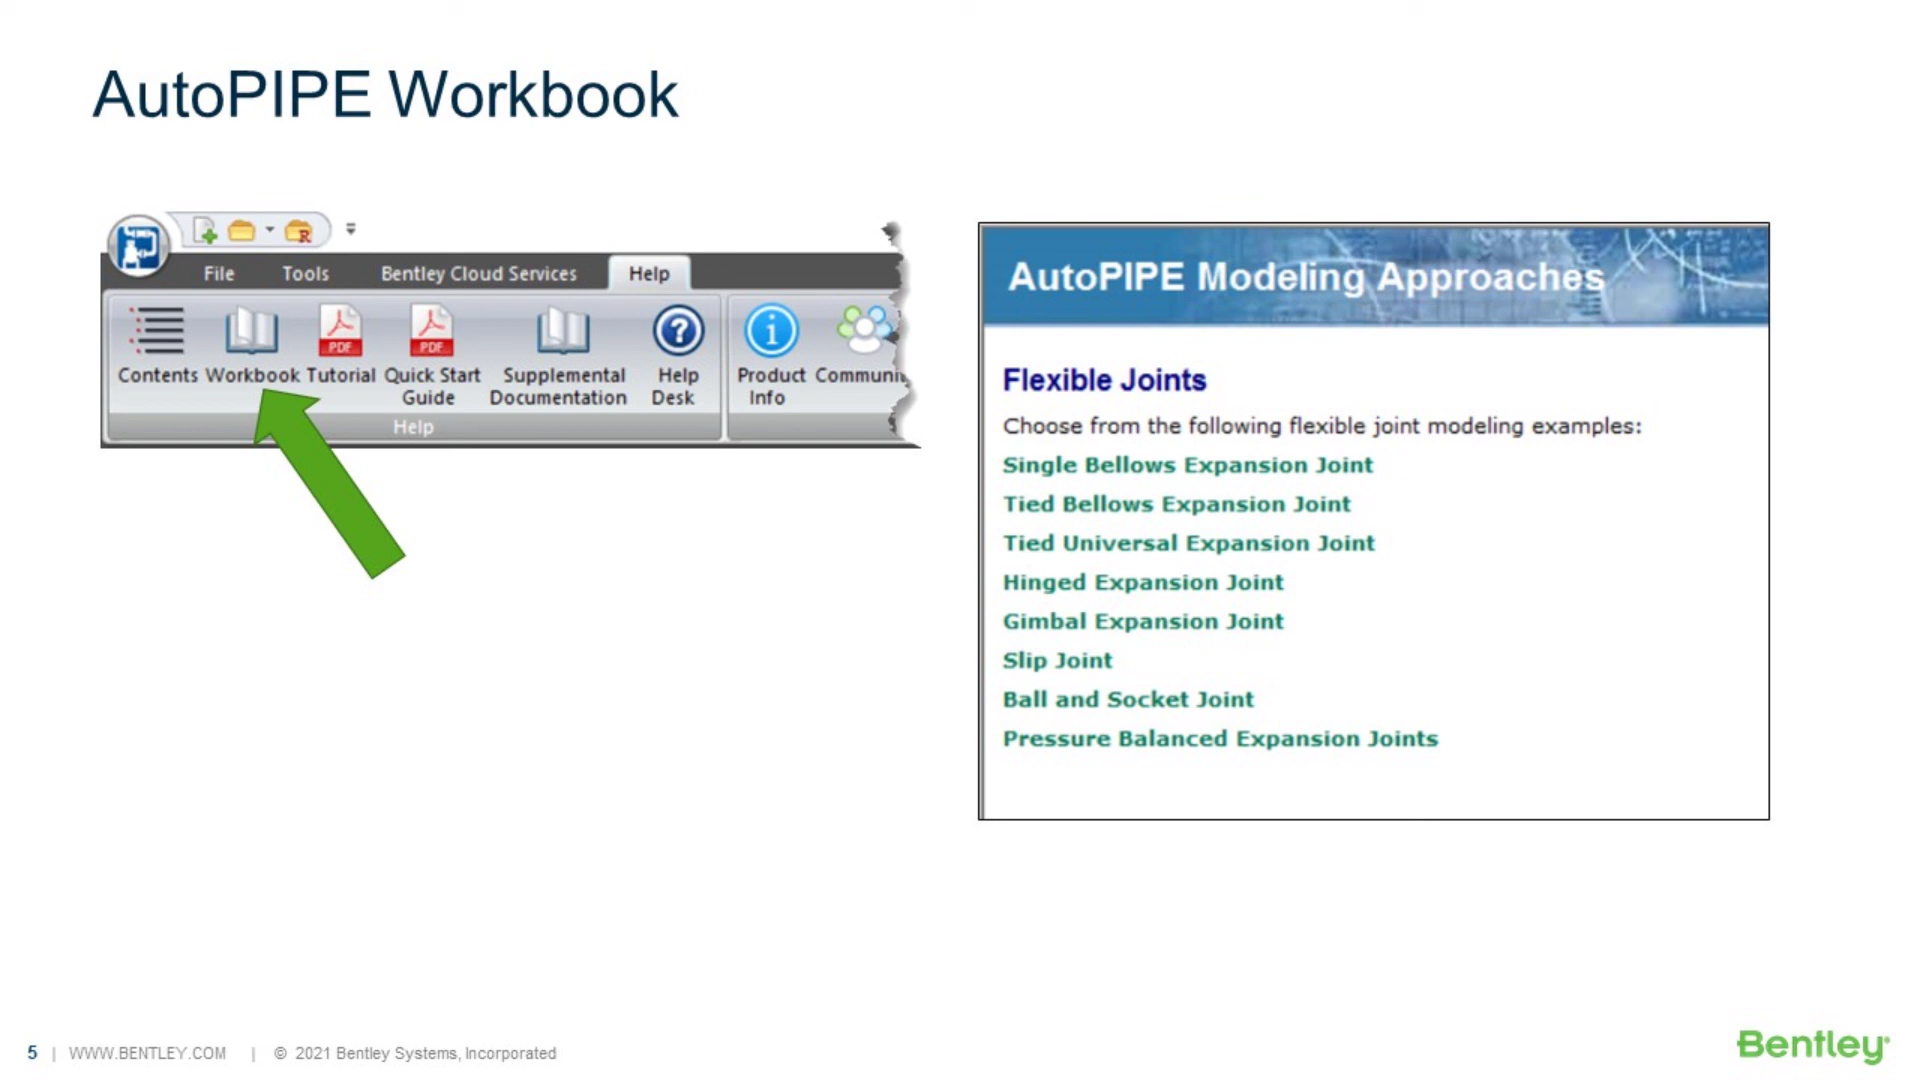 AutoPIPE Workbook
File Tools Bentley Cloud Services Help
PDF PDF ?
Contents Workbook Tutorial Quick Start Guide Supplemental Documentation Help Desk Product Info
Help
AutoPIPE Modeling Approaches
Flexible Joints
Choose from the following flexible joint modeling examples:
Single Bellows Expansion Joint
Tied Bellows Expansion Joint
Tied Universal Expansion Joint
Hinged Expansion Joint
Gimbal Expansion Joint
Slip Joint
Ball and Socket Joint
Pressure Balanced Expansion Joints
5 | WWW.BENTLEY.COM | © 2021 Bentley Systems, Incorporated
Bentley